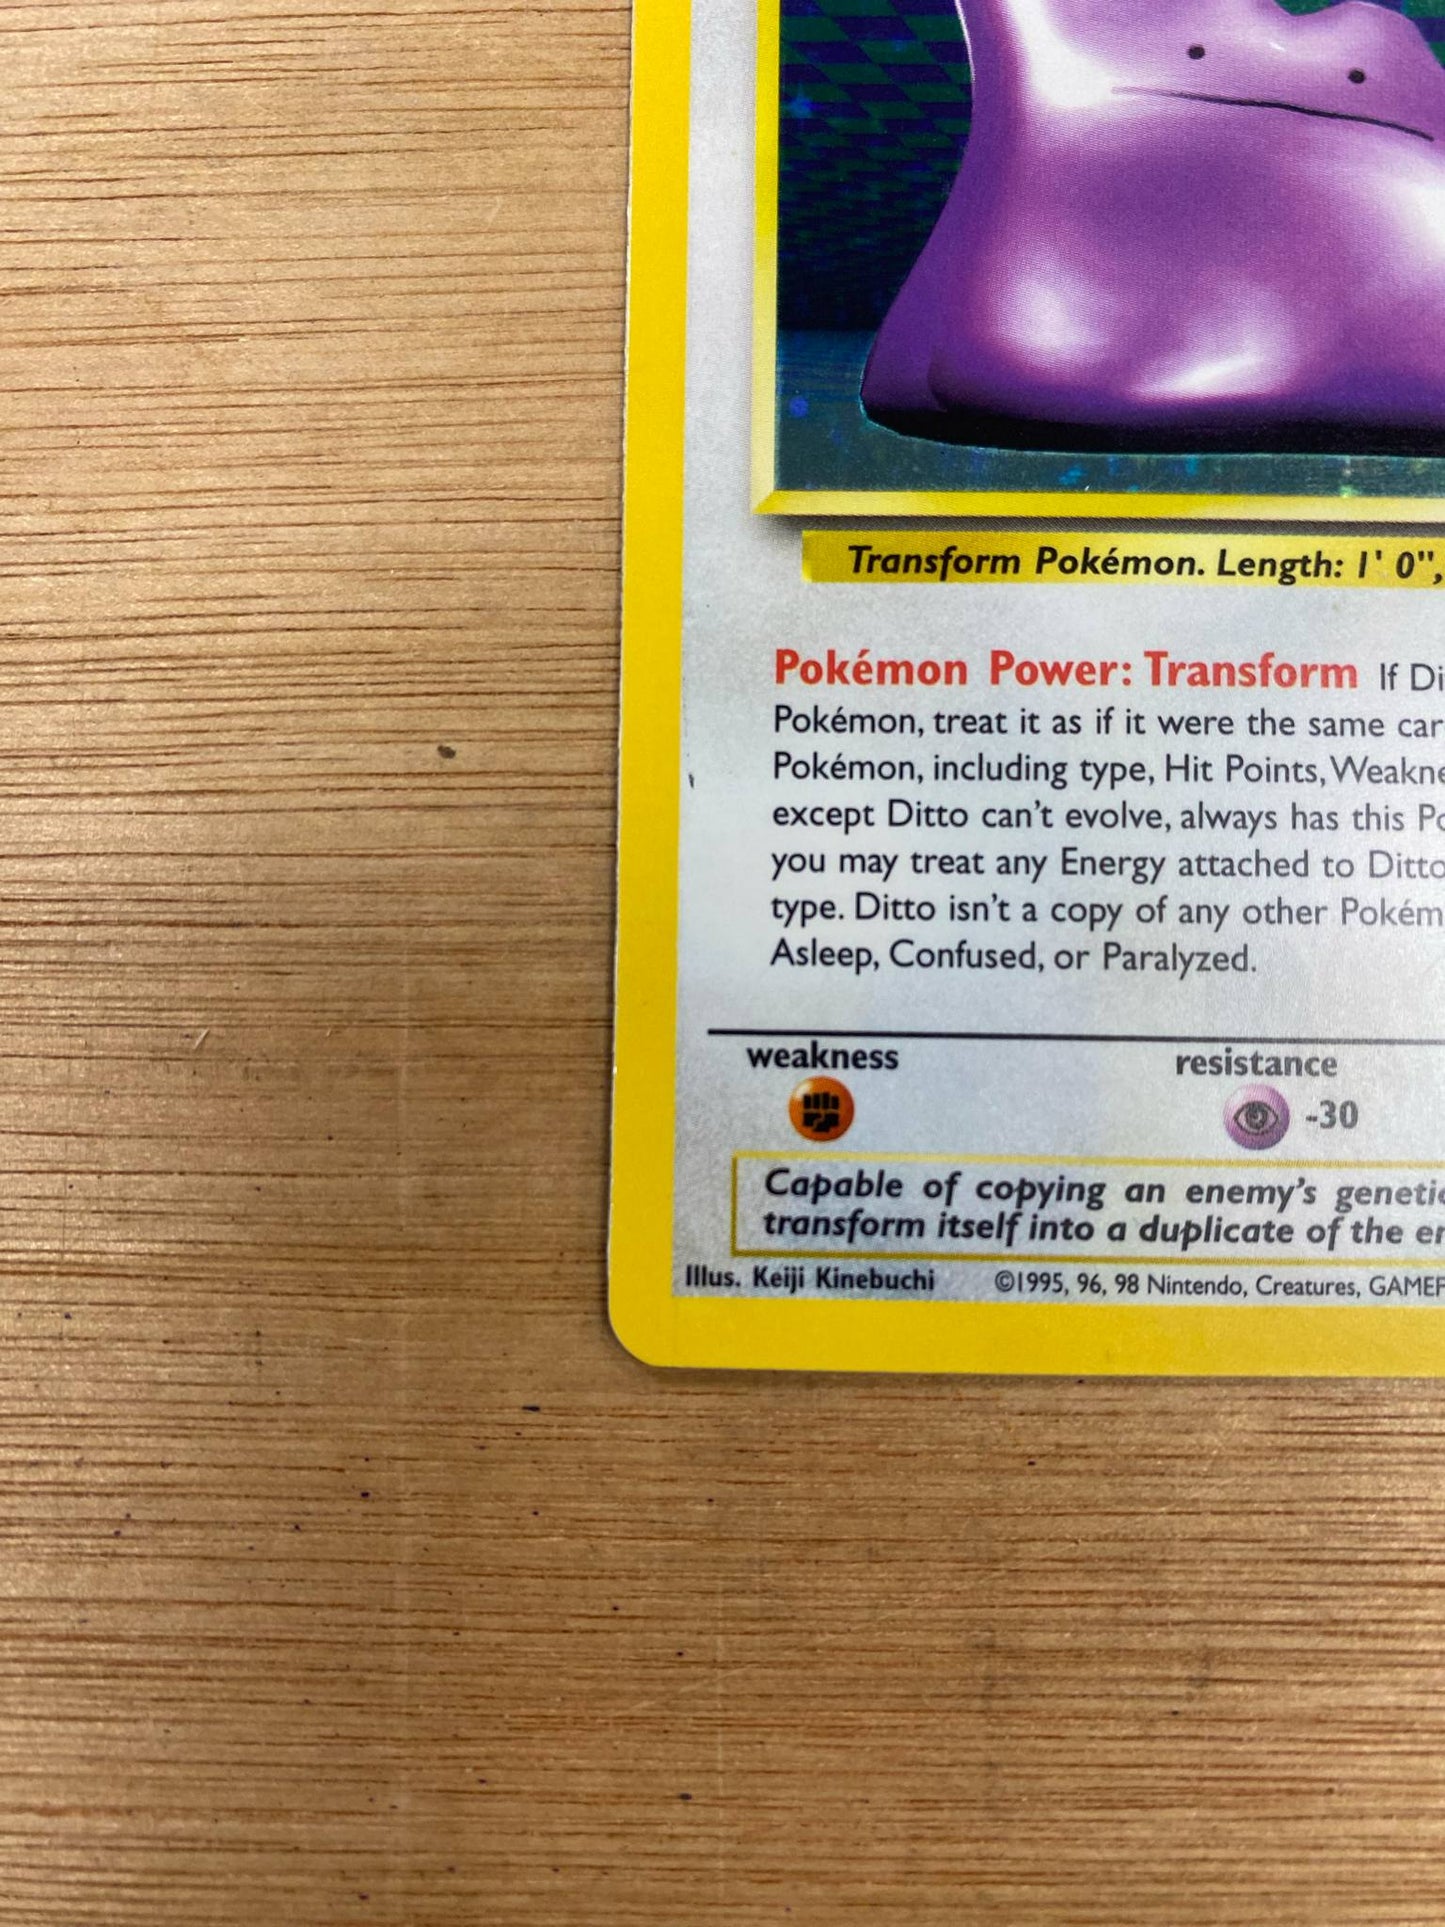 Transform Pokémon. Length: 1' 0",
Pokémon Power: Transform If Di
Pokémon, treat it as if it were the same car
Pokémon, including type, Hit Points, Weakne
except Ditto can't evolve, always has this Po
you may treat any Energy attached to Ditto
type. Ditto isn't a copy of any other Pokém
Asleep, Confused, or Paralyzed.
weakness resistance
-30
Capable of copying an enemy's genetic
transform itself into a duplicate of the en
Illus. Keiji Kinebuchi ©1995, 96, 98 Nintendo, Creatures, GAMEF